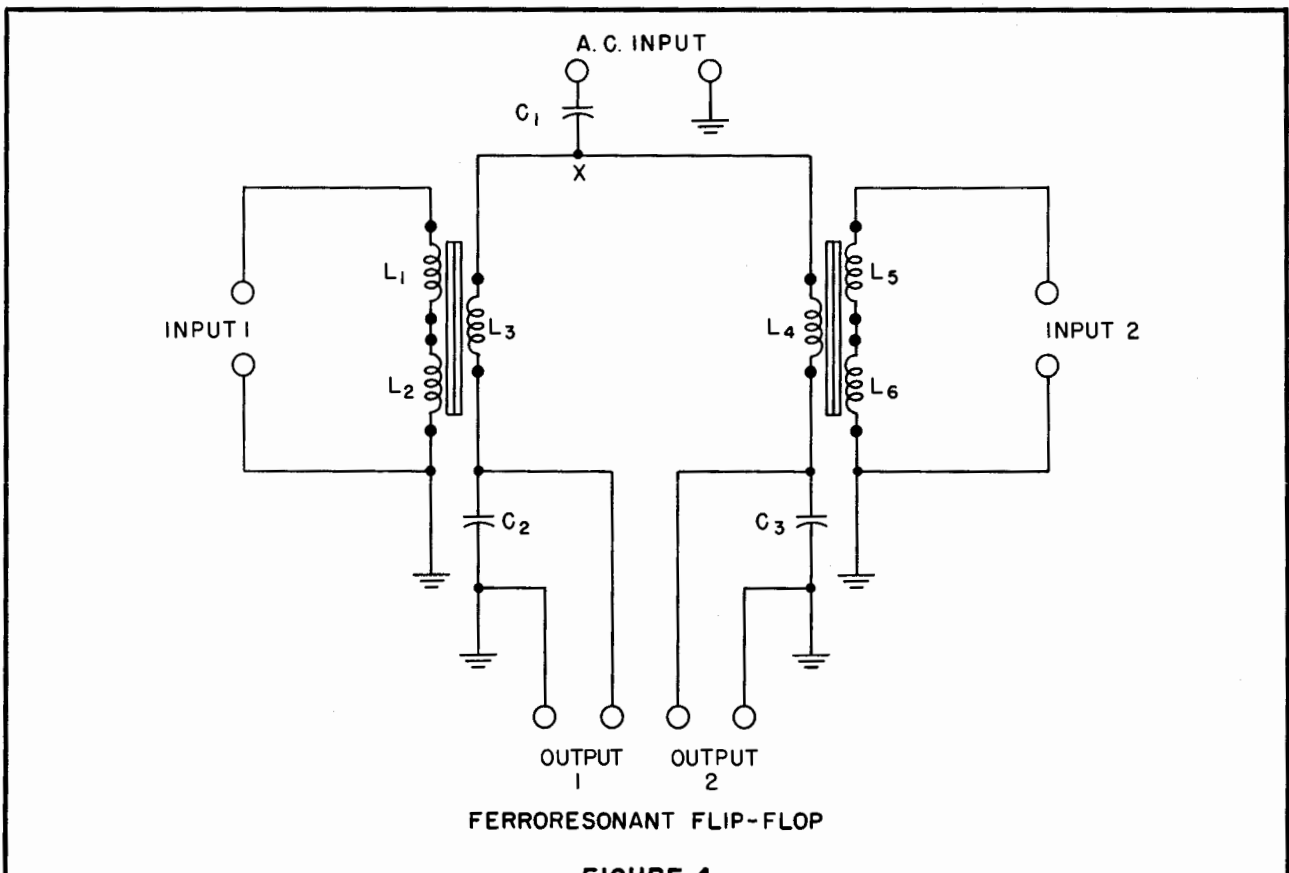 A. C. INPUT
C1
X
L1
L5
L3
L4
INPUT 1
INPUT 2
L2
L6
C2
C3
OUTPUT
1
OUTPUT
2
FERRORESONANT FLIP-FLOP